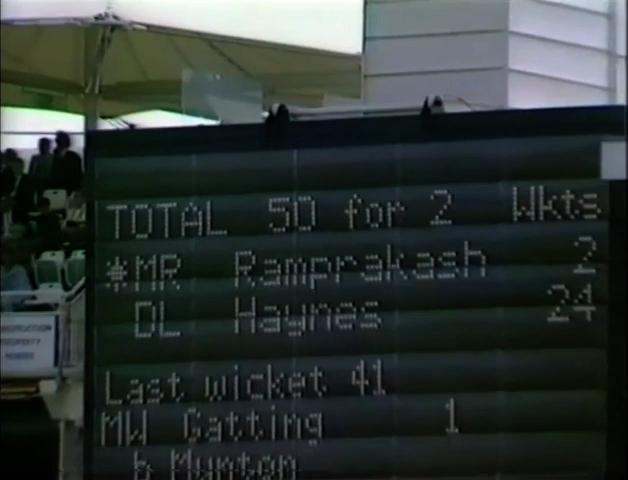 TOTAL 50 for 2 Wkts
*MR Ramprakash 2
DL Haynes 24
Last wicket 41
MW Gatting 1
b Munton